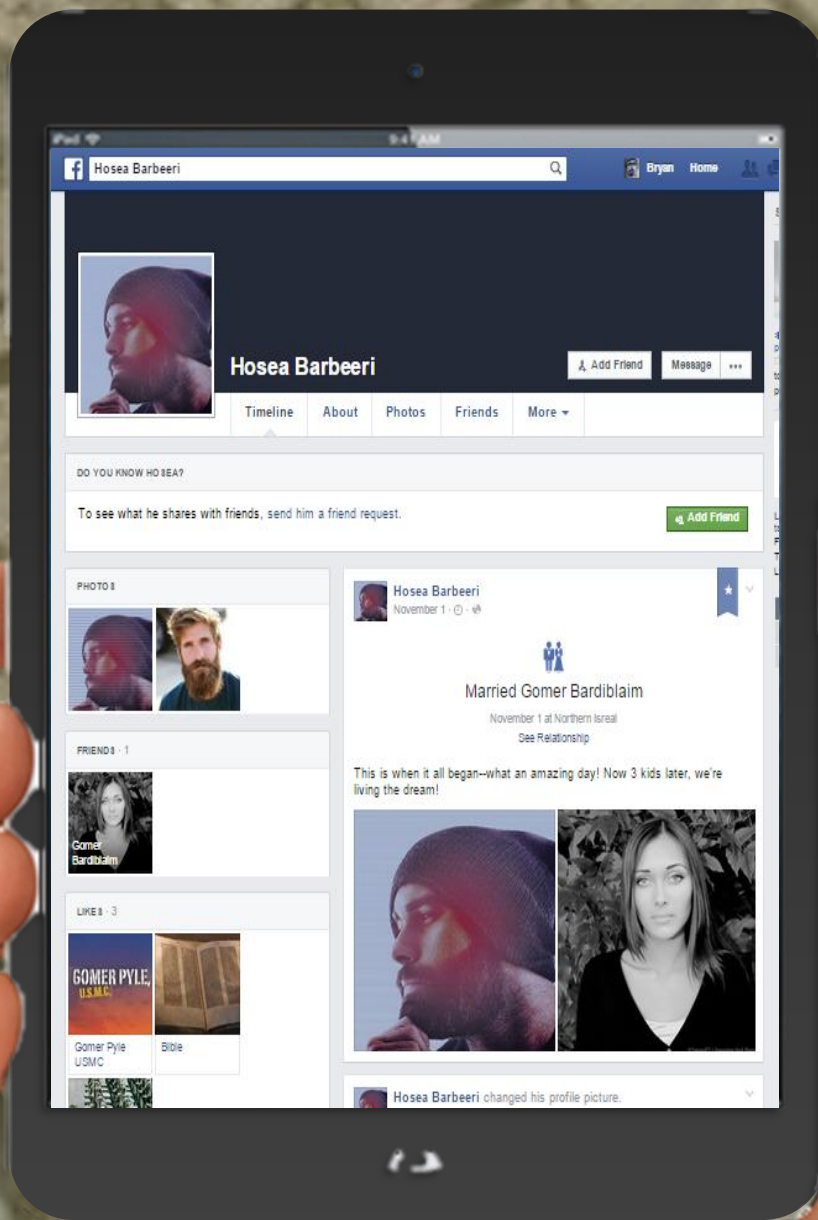 iPad
9:41 AM
f
Hosea Barbeeri
Bryan
Home
Hosea Barbeeri
Add Friend
Message
Timeline
About
Photos
Friends
More
DO YOU KNOW HOSEA?
To see what he shares with friends, send him a friend request.
Add Friend
PHOTOS
FRIENDS · 1
Gomer
Bardiblaim
LIKES · 3
GOMER PYLE,
U.S.M.C.
Gomer Pyle
USMC
Bible
Hosea Barbeeri
November 1
Married Gomer Bardiblaim
November 1 at Northern Isreal
See Relationship
This is when it all began--what an amazing day! Now 3 kids later, we're
living the dream!
Hosea Barbeeri changed his profile picture.